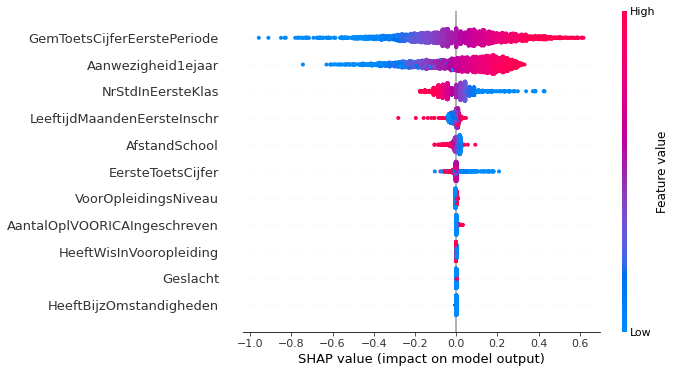 High
GemToetsCijferEerstePeriode
Aanwezigheid1ejaar
NrStdInEersteKlas
LeeftijdMaandenEersteInschr
AfstandSchool
EersteToetsCijfer
VoorOpleidingsNiveau
AantalOplVOORICAIngeschreven
HeeftWisInVooropleiding
Geslacht
HeeftBijzOmstandigheden
Feature value
Low
−1.0 −0.8 −0.6 −0.4 −0.2 0.0 0.2 0.4 0.6
SHAP value (impact on model output)